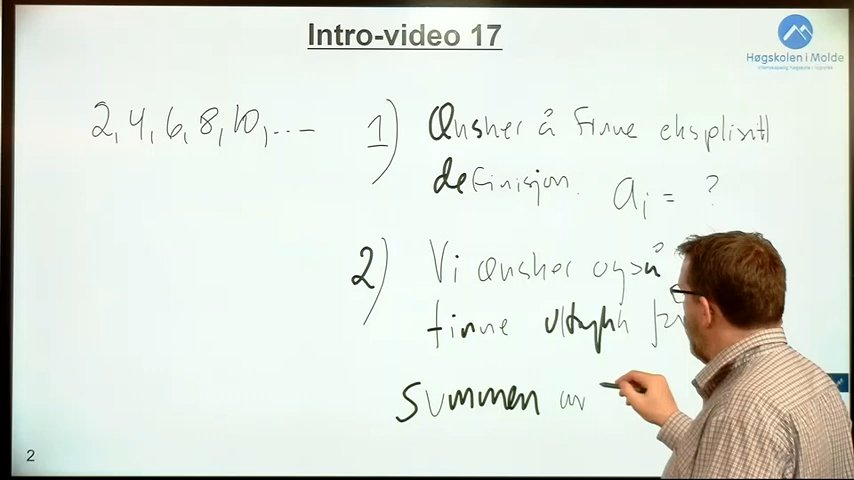 Intro-video 17
Høgskolen i Molde
2, 4, 6, 8, 10, ...
1) Ønsker å finne eksplisitt
definisjon. ai = ?
2) Vi ønsker også
finne uttrykk for
summen av
2